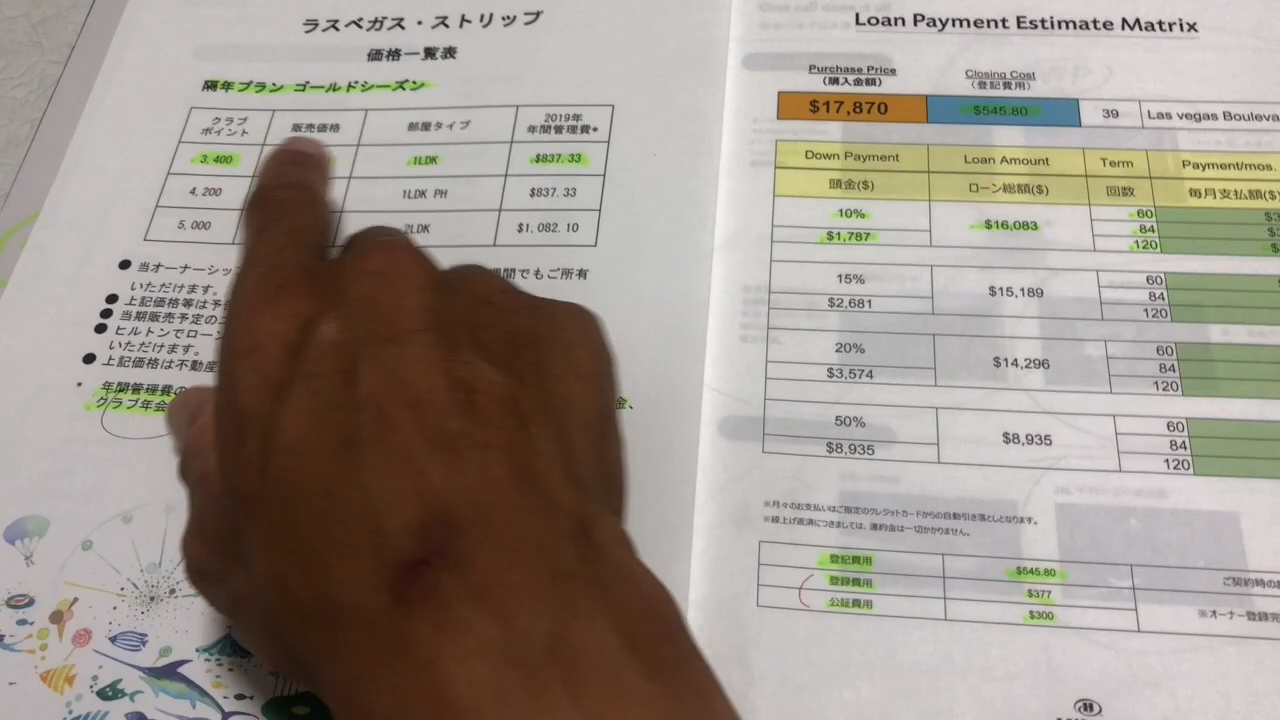 ラスベガス・ストリップ
価格一覧表
隔年プラン ゴールドシーズン
クラブポイント 販売価格 部屋タイプ 2019年年間管理費*
3,400 1LDK $837.33
4,200 1LDK PH $837.33
5,000 2LDK $1,082.10
● 当オーナーシッ 週間でもご所有
いただけます。
● 上記価格等は予
● 当期販売予定の
● ヒルトンでローン
いただけます。
● 上記価格は不動産
* 年間管理費の
クラブ年会 金、
Loan Payment Estimate Matrix
Purchase Price Closing Cost
(購入金額) (登記費用)
$17,870 $545.80 39 Las vegas Bouleva
Down Payment Loan Amount Term Payment/mos.
頭金($) ローン総額($) 回数 毎月支払額($)
10% $16,083 60
$1,787 84
120
15% $15,189 60
$2,681 84
120
20% $14,296 60
$3,574 84
120
50% $8,935 60
$8,935 84
120
※月々のお支払いはご限定のクレジットカードからの自動引き落としとなります。
※繰上げ返済につきましては、違約金は一切かかりません。
登記費用 $545.80 ご契約時の
登録費用 $377
公証費用 $300 ※オーナー登録完